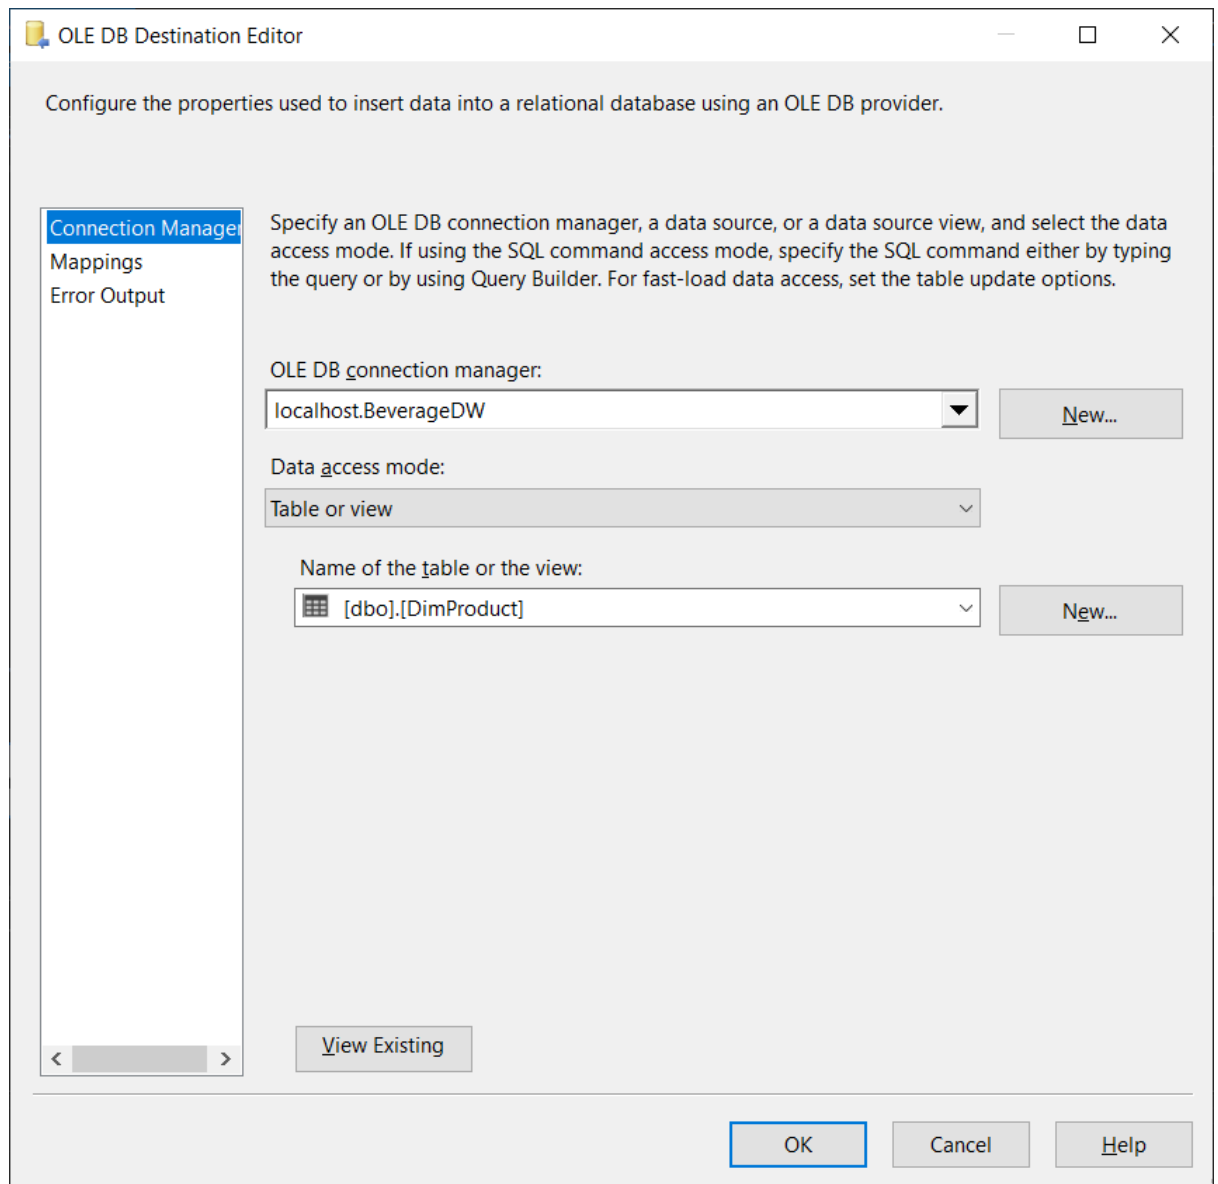 OLE DB Destination Editor
Configure the properties used to insert data into a relational database using an OLE DB provider.
Connection Manager
Mappings
Error Output
Specify an OLE DB connection manager, a data source, or a data source view, and select the data
access mode. If using the SQL command access mode, specify the SQL command either by typing
the query or by using Query Builder. For fast-load data access, set the table update options.
OLE DB connection manager:
localhost.BeverageDW
New...
Data access mode:
Table or view
Name of the table or the view:
[dbo].[DimProduct]
New...
View Existing
OK
Cancel
Help